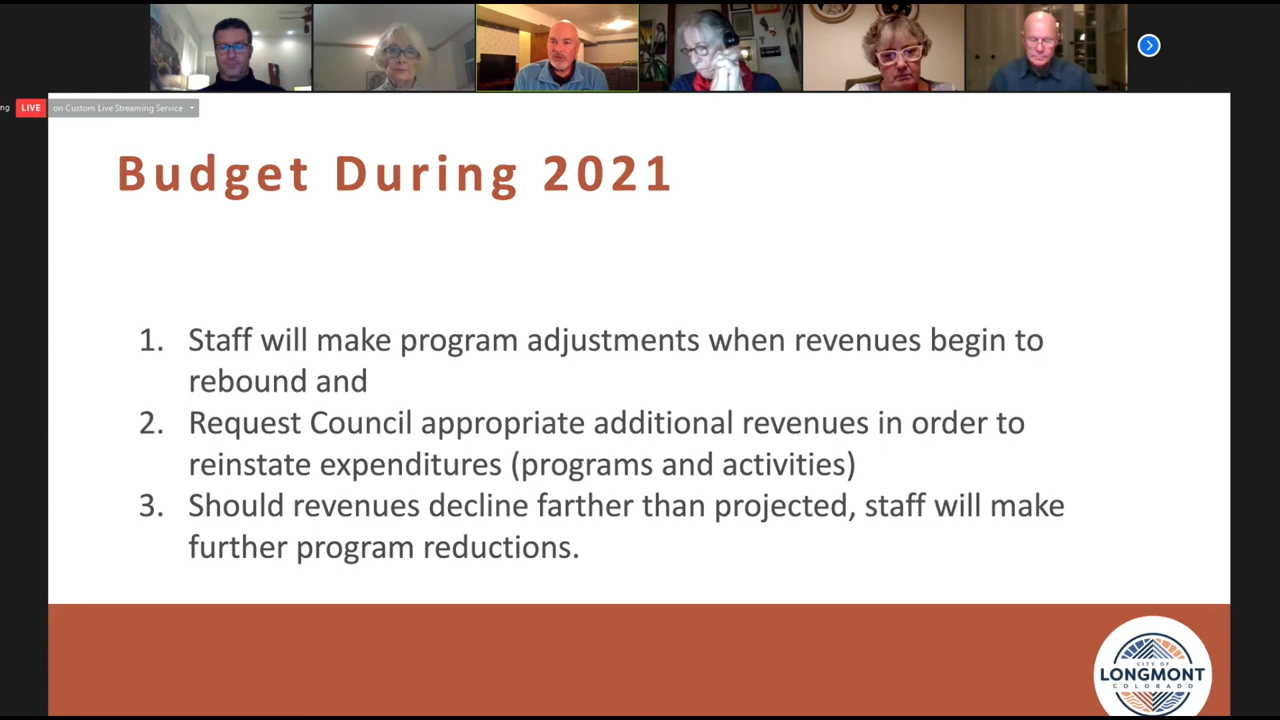 ng LIVE on Custom Live Streaming Service
Budget During 2021
1. Staff will make program adjustments when revenues begin to
rebound and
2. Request Council appropriate additional revenues in order to
reinstate expenditures (programs and activities)
3. Should revenues decline farther than projected, staff will make
further program reductions.
CITY OF
LONGMONT
COLORADO